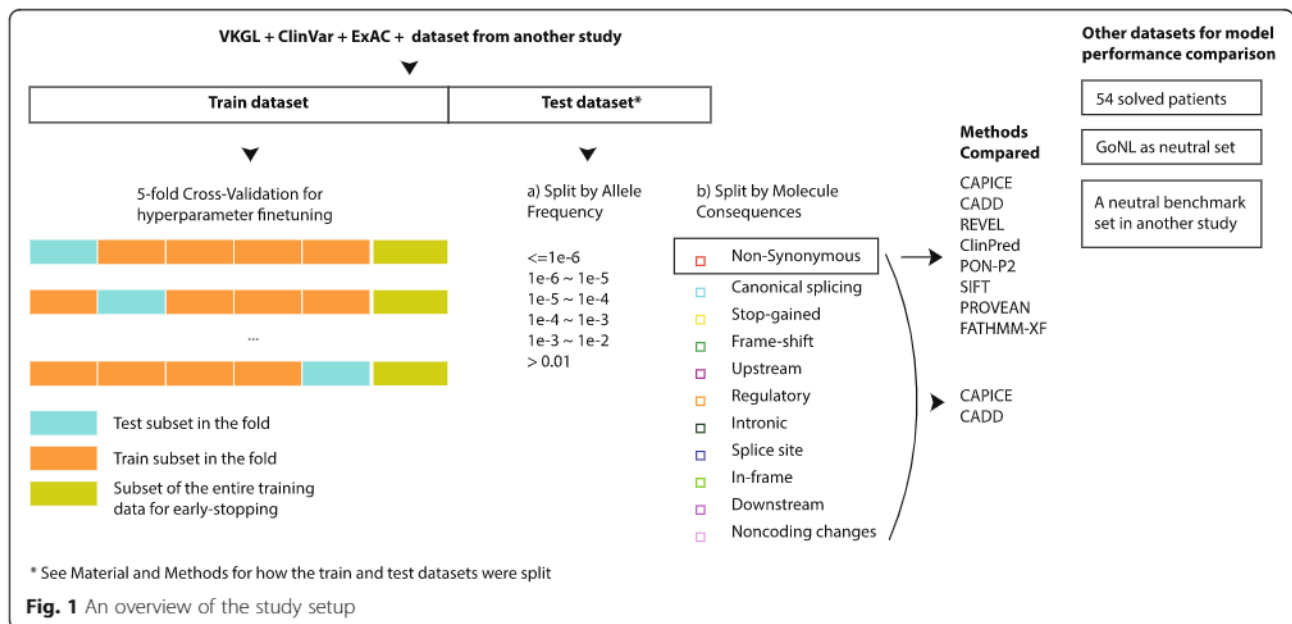 VKGL + ClinVar + ExAC + dataset from another study
Train dataset
Test dataset*
5-fold Cross-Validation for
hyperparameter finetuning
...
Test subset in the fold
Train subset in the fold
Subset of the entire training
data for early-stopping
a) Split by Allele
Frequency
<=1e-6
1e-6 ~ 1e-5
1e-5 ~ 1e-4
1e-4 ~ 1e-3
1e-3 ~ 1e-2
> 0.01
b) Split by Molecule
Consequences
Non-Synonymous
Canonical splicing
Stop-gained
Frame-shift
Upstream
Regulatory
Intronic
Splice site
In-frame
Downstream
Noncoding changes
Methods
Compared
CAPICE
CADD
REVEL
ClinPred
PON-P2
SIFT
PROVEAN
FATHMM-XF
CAPICE
CADD
Other datasets for model
performance comparison
54 solved patients
GoNL as neutral set
A neutral benchmark
set in another study
* See Material and Methods for how the train and test datasets were split
Fig. 1 An overview of the study setup